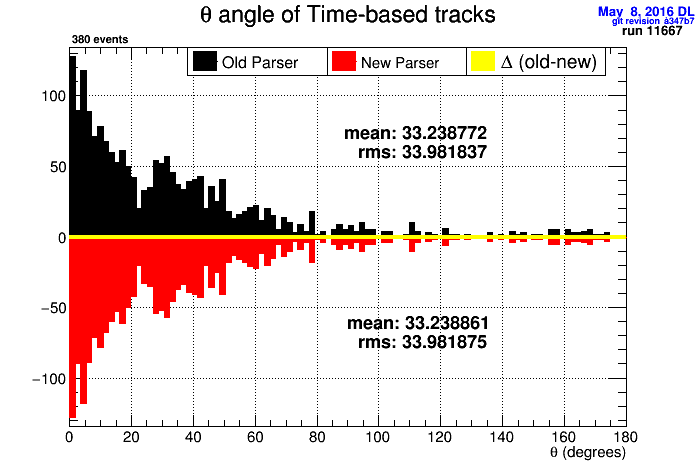 θ angle of Time-based tracks
May 8, 2016 DL
git revision a347b7
run 11667
380 events
Old Parser
New Parser
Δ (old-new)
mean: 33.238772
rms: 33.981837
mean: 33.238861
rms: 33.981875
100
50
0
−50
−100
0 20 40 60 80 100 120 140 160 180
θ (degrees)